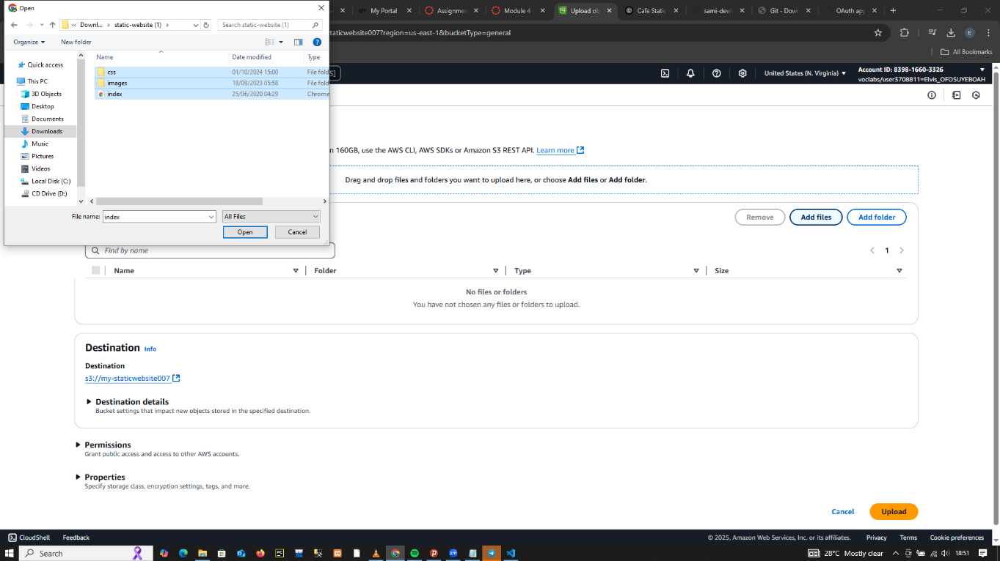 Open
My Portal
Assignmen
Module 4
Upload obj
Cafe Static
sami-dev/
Git - Down
OAuth app
« Downl... › static-website (1) ›
Search static-website (1)
taticwebsite007?region=us-east-1&bucketType=general
E
Organize
New folder
?
All Bookmarks
Quick access
This PC
3D Objects
Desktop
Documents
Downloads
Music
Pictures
Videos
Local Disk (C:)
CD Drive (D:)
Name
Date modified
Type
css
01/10/2024 15:00
File fold
images
18/09/2023 05:58
File fold
index
25/06/2020 04:29
Chrome
File name:
index
All Files
Open
Cancel
S]
United States (N. Virginia)
Account ID: 8398-1660-3326
voclabs/user3708811=Elvis_OFOSUYEBOAH
n 160GB, use the AWS CLI, AWS SDKs or Amazon S3 REST API. Learn more
Drag and drop files and folders you want to upload here, or choose Add files or Add folder.
Remove
Add files
Add folder
Find by name
1
Name
Folder
Type
Size
No files or folders
You have not chosen any files or folders to upload.
Destination Info
Destination
s3://my-staticwebsite007
Destination details
Bucket settings that impact new objects stored in the specified destination.
Permissions
Grant public access and access to other AWS accounts.
Properties
Specify storage class, encryption settings, tags, and more.
Cancel
Upload
CloudShell
Feedback
© 2025, Amazon Web Services, Inc. or its affiliates.
Privacy
Terms
Cookie preferences
Search
PC
zm
28°C Mostly clear
18:51